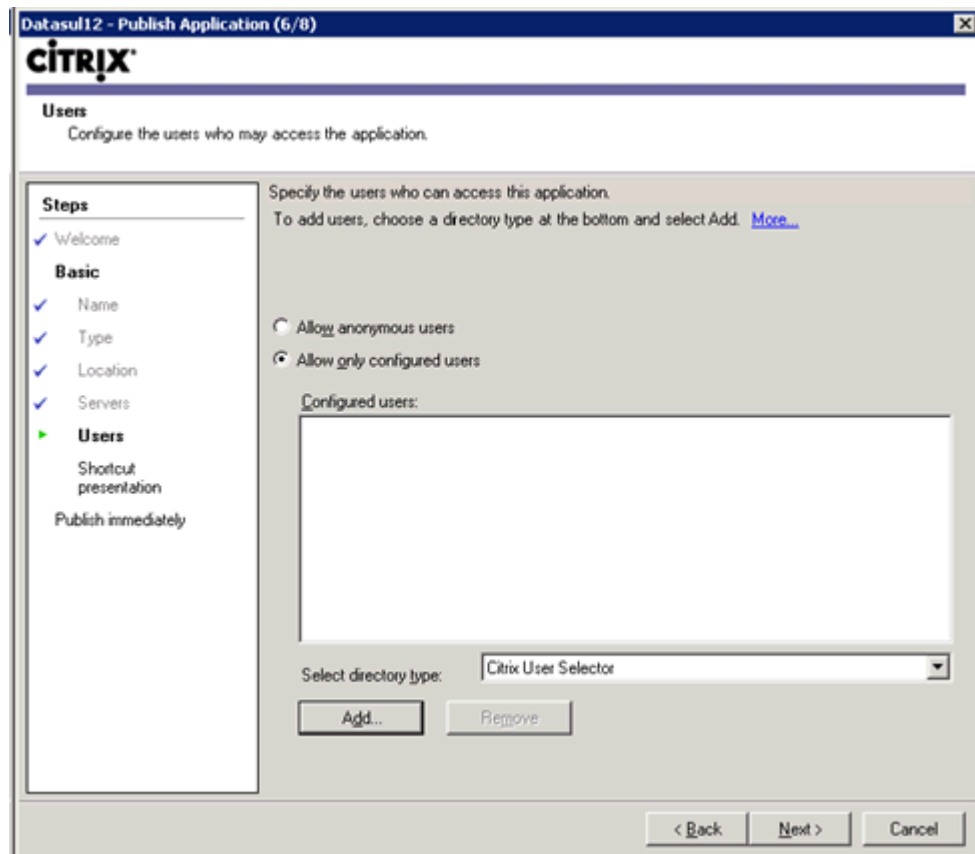 Datasul12 - Publish Application (6/8)
CİTRIX®
Users
Configure the users who may access the application.
Steps
Welcome
Basic
Name
Type
Location
Servers
Users
Shortcut
presentation
Publish immediately
Specify the users who can access this application.
To add users, choose a directory type at the bottom and select Add. More...
Allow anonymous users
Allow only configured users
Configured users:
Select directory type:
Citrix User Selector
Add...
Remove
< Back
Next >
Cancel